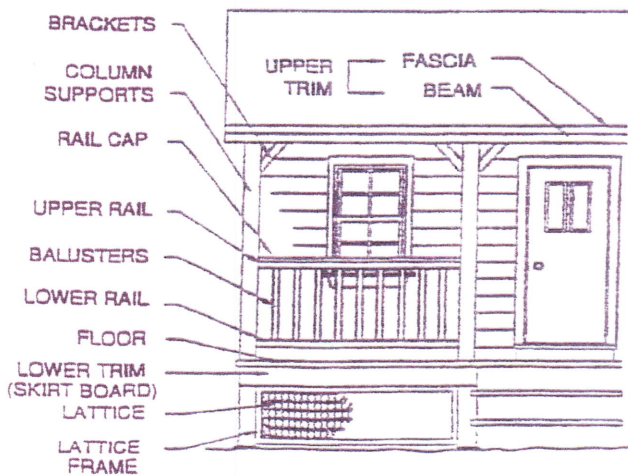 BRACKETS
COLUMN
SUPPORTS
RAIL CAP
UPPER RAIL
BALUSTERS
LOWER RAIL
FLOOR
LOWER TRIM
(SKIRT BOARD)
LATTICE
LATTICE
FRAME
UPPER
TRIM
FASCIA
BEAM